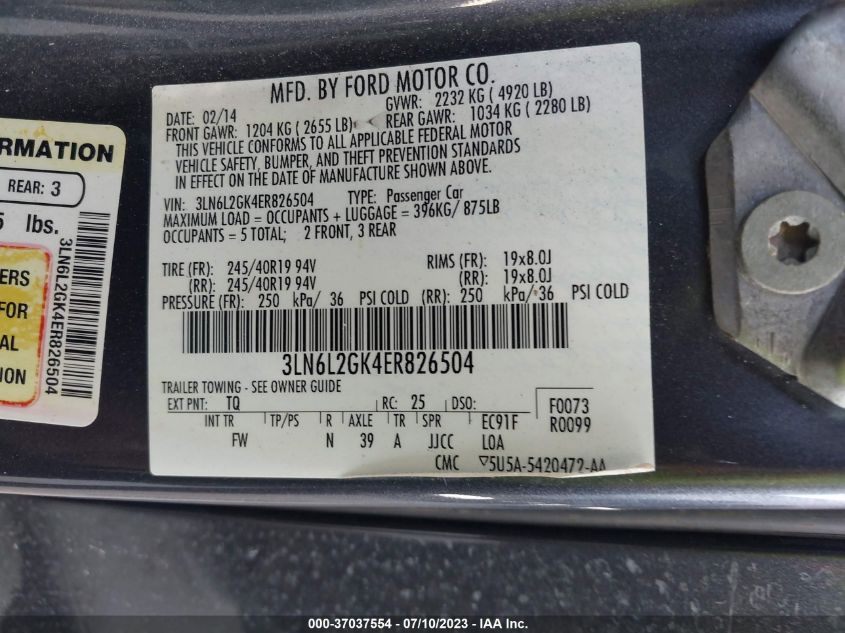 RMATION
REAR: 3
5 lbs.
3LN6L2GK4ER826504
ERS
FOR
AL
ION
MFD. BY FORD MOTOR CO.
DATE: 02/14 GVWR: 2232 KG ( 4920 LB)
FRONT GAWR: 1204 KG ( 2655 LB) REAR GAWR: 1034 KG ( 2280 LB)
THIS VEHICLE CONFORMS TO ALL APPLICABLE FEDERAL MOTOR
VEHICLE SAFETY, BUMPER, AND THEFT PREVENTION STANDARDS
IN EFFECT ON THE DATE OF MANUFACTURE SHOWN ABOVE.
VIN: 3LN6L2GK4ER826504 TYPE: Passenger Car
MAXIMUM LOAD = OCCUPANTS + LUGGAGE = 396KG/ 875LB
OCCUPANTS = 5 TOTAL; 2 FRONT, 3 REAR
TIRE (FR): 245/40R19 94V RIMS (FR): 19x8.0J
(RR): 245/40R19 94V (RR): 19x8.0J
PRESSURE (FR): 250 kPa/ 36 PSI COLD (RR): 250 kPa/ 36 PSI COLD
3LN6L2GK4ER826504
TRAILER TOWING - SEE OWNER GUIDE
EXT PNT: TQ RC: 25 DSO: F0073
INT TR TP/PS R AXLE TR SPR EC91F R0099
FW N 39 A JJCC LOA
CMC ▽5U5A-5420472-AA
000-37037554 - 07/10/2023 - IAA Inc.